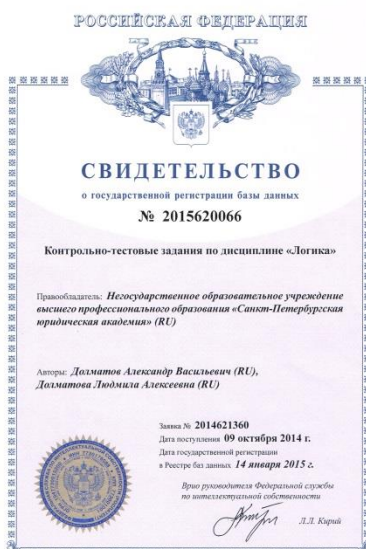 РОССИЙСКАЯ ФЕДЕРАЦИЯ
СВИДЕТЕЛЬСТВО
о государственной регистрации базы данных
№ 2015620066
Контрольно-тестовые задания по дисциплине «Логика»
Правообладатель: Негосударственное образовательное учреждение
высшего профессионального образования «Санкт-Петербургская
юридическая академия» (RU)
Авторы: Долматов Александр Васильевич (RU),
Долматова Людмила Алексеевна (RU)
Заявка № 2014621360
Дата поступления 09 октября 2014 г.
Дата государственной регистрации
в Реестре баз данных 14 января 2015 г.
Врио руководителя Федеральной службы
по интеллектуальной собственности
Л.Л. Кирий